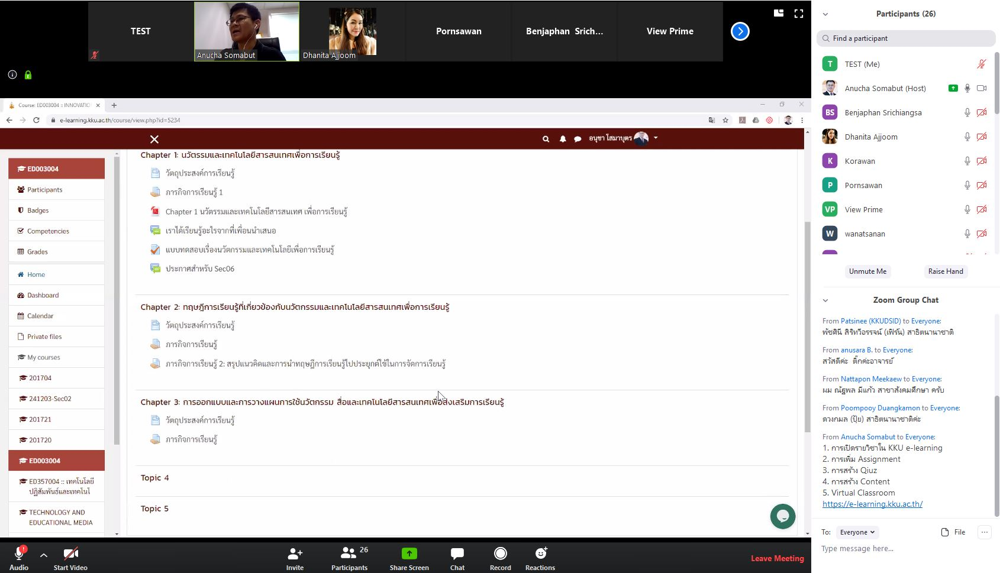 TEST
Anucha Somabut
Dhanita Ajjoom
Pornsawan
Benjaphan Srich...
View Prime
Course: ED003004 :: INNOVATIO
e-learning.kku.ac.th/course/view.php?id=5234
อนุชา โสมาบุตร
ED003004
Participants
Badges
Competencies
Grades
Home
Dashboard
Calendar
Private files
My courses
201704
241203-Sec02
201721
201720
ED003004
ED357004 :: เทคโนโลยี
ปฏิสัมพันธ์และเทคโนโ
TECHNOLOGY AND
EDUCATIONAL MEDIA
Chapter 1: นวัตรรมและเทคโนโลยีสารสนเทศเพื่อการเรียนรู้
วัตถุประสงค์การเรียนรู้
ภารกิจการเรียนรู้ 1
Chapter 1 นวัตรรมและเทคโนโลยีสารสนเทศ เพื่อการเรียนรู้
เราได้เรียนรู้อะไรจากที่เพื่อนนำเสนอ
แบบทดสอบเรื่องนวัตกรรมและเทคโนโลยีเพื่อการเรียนรู้
ประกาศสำหรับ Sec06
Chapter 2: ทฤษฎีการเรียนรู้ที่เกี่ยวข้องกับนวัตกรรมและเทคโนโลยีสารสนเทศเพื่อการเรียนรู้
วัตถุประสงค์การเรียนรู้
ภารกิจการเรียนรู้
ภารกิจการเรียนรู้ 2: สรุปแนวคิดและการนำทฤษฎีการเรียนรู้ไปประยุกต์ใช้ในการจัดการเรียนรู้
Chapter 3: การออกแบบและการวางแผนการใช้นวัตกรรม สื่อและเทคโนโลยีสารสนเทศเพื่อส่งเสริมการเรียนรู้
วัตถุประสงค์การเรียนรู้
ภารกิจการเรียนรู้
Topic 4
Topic 5
Audio
Start Video
Invite
26
Participants
Share Screen
Chat
Record
Reactions
Leave Meeting
Participants (26)
Find a participant
T TEST (Me)
Anucha Somabut (Host)
BS Benjaphan Srichiangsa
Dhanita Ajjoom
K Korawan
P Pornsawan
VP View Prime
W wanatsanan
Unmute Me Raise Hand
Zoom Group Chat
From Patsinee (KKUDSID) to Everyone:
พัชศินี สิริทวีอรรจน์ (เฟิร์น) สาธิตนานาชาติ
From anusara B. to Everyone:
สวัสดีค่ะ ติ๊กค่ะอาจารย์
From Nattapon Meekaew to Everyone:
ผม ณัฐพล มีแก้ว สาขาสังคมศึกษา ครับ
From Poompooy Duangkamon to Everyone:
ดวงกมล (ปุ้ย) สาธิตนานาชาติค่ะ
From Anucha Somabut to Everyone:
1. การเปิดรายวิชาใน KKU e-learning
2. การเพิ่ม Assignment
3. การสร้าง Qiuz
4. การสร้าง Content
5. Virtual Classroom
https://e-learning.kku.ac.th/
To: Everyone File
Type message here...